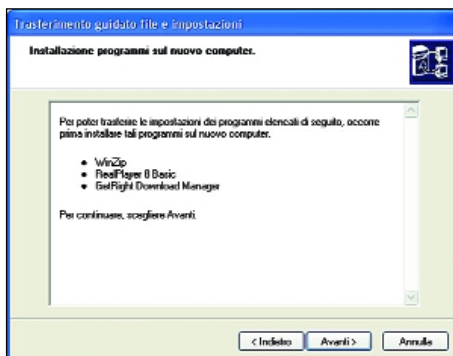 Trasferimento guidato file e impostazioni
Installazione programmi sul nuovo computer.
Per poter trasferire le impostazioni dei programmi elencati di seguito, occorre
prima installare tali programmi sul nuovo computer.
WinZip
RealPlayer 8 Basic
GetRight Download Manager
Per continuare, scegliere Avanti.
< Indietro Avanti > Annulla